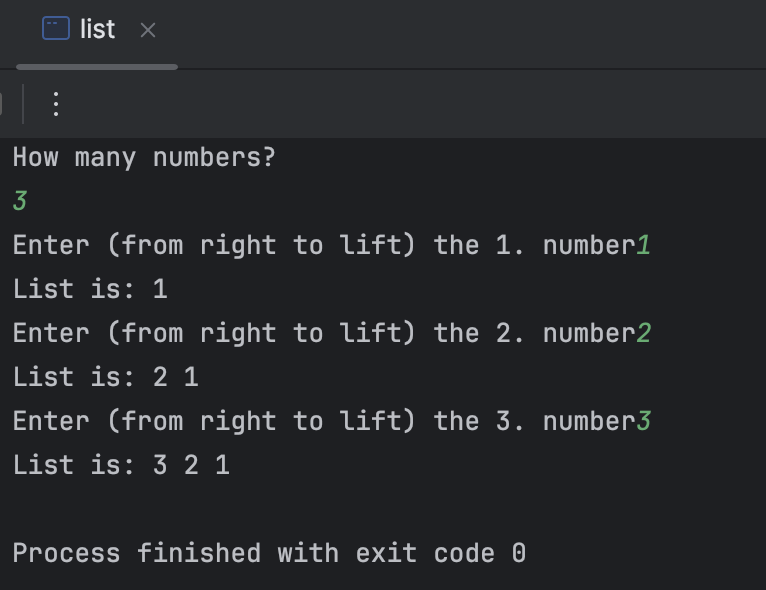 list
How many numbers?
3
Enter (from right to lift) the 1. number1
List is: 1
Enter (from right to lift) the 2. number2
List is: 2 1
Enter (from right to lift) the 3. number3
List is: 3 2 1
Process finished with exit code 0